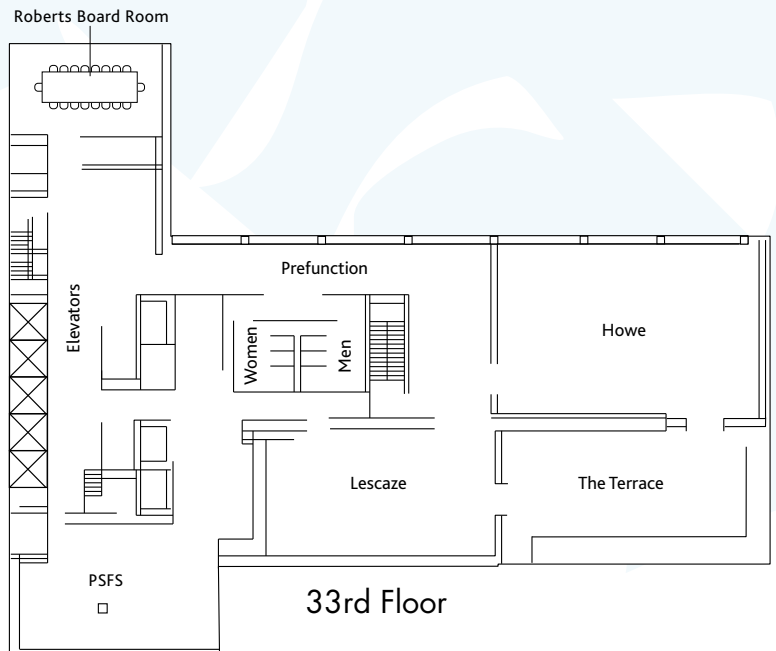 Roberts Board Room
Prefunction
Elevators
Howe
Women
Men
Lescaze
The Terrace
PSFS
33rd Floor